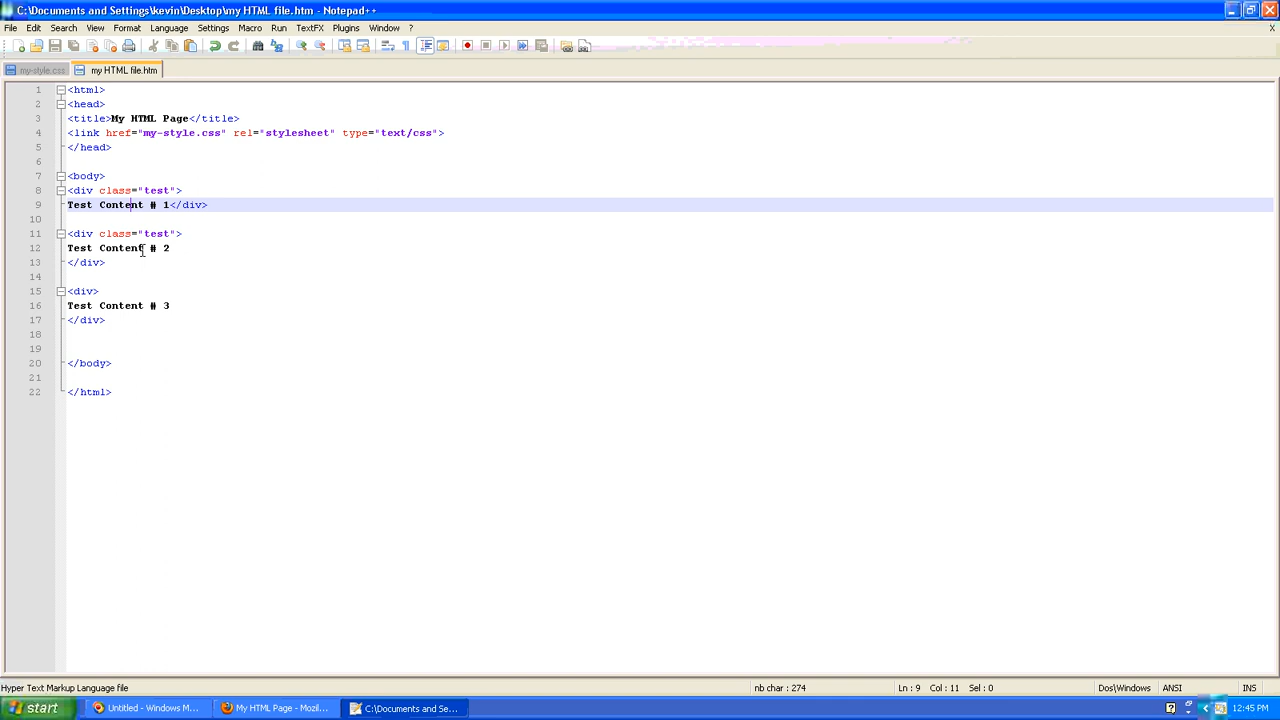 C:\Documents and Settings\kevin\Desktop\my HTML file.htm - Notepad++
File Edit Search View Format Language Settings Macro Run TextFX Plugins Window ?
X
my-style.css my HTML file.htm
1 <html>
2 <head>
3 <title>My HTML Page</title>
4 <link href="my-style.css" rel="stylesheet" type="text/css">
5 </head>
6
7 <body>
8 <div class="test">
9 Test Content # 1</div>
10
11 <div class="test">
12 Test Content # 2
13 </div>
14
15 <div>
16 Test Content # 3
17 </div>
18
19
20 </body>
21
22 </html>
Hyper Text Markup Language file nb char : 274 Ln : 9 Col : 11 Sel : 0 Dos\Windows ANSI INS
start Untitled - Windows M... My HTML Page - Mozil... C:\Documents and Se... 12:45 PM